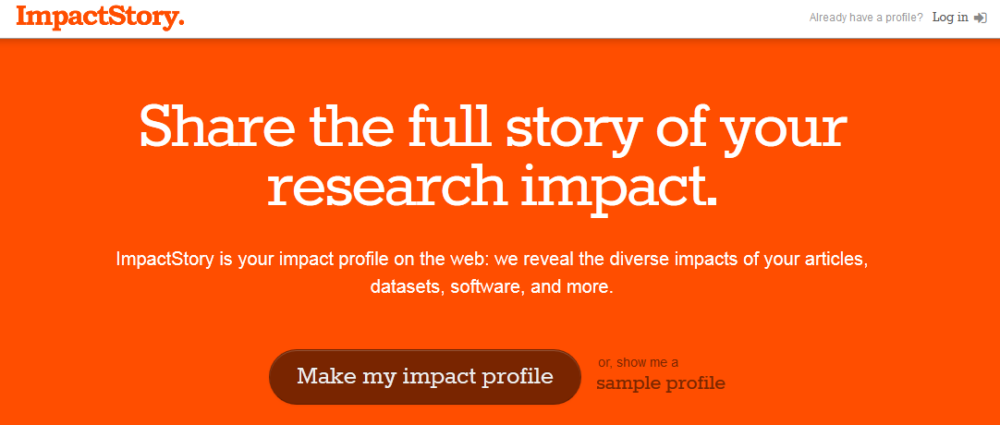 ImpactStory.
Already have a profile? Log in
Share the full story of your
research impact.
ImpactStory is your impact profile on the web: we reveal the diverse impacts of your articles,
datasets, software, and more.
Make my impact profile
or, show me a
sample profile